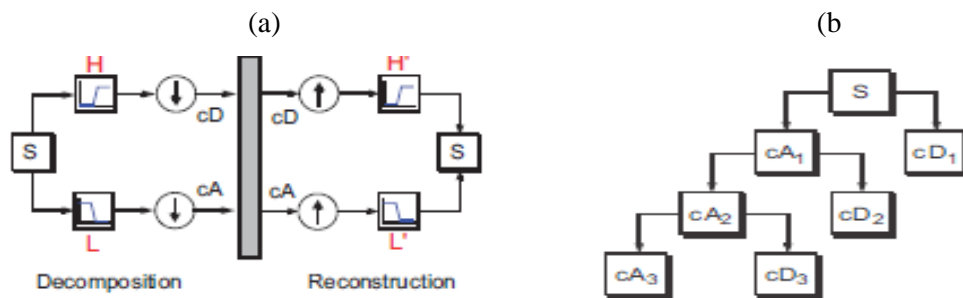 (a)
(b
H
H'
cD
cD
S
S
cA
cA
L
L'
Decomposition
Reconstruction
S
cA1
cD1
cA2
cD2
cA3
cD3